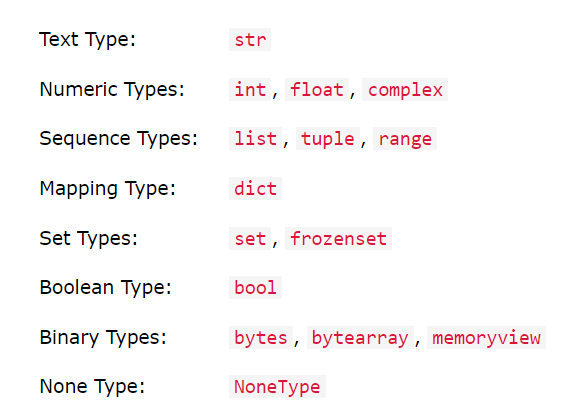 Text Type: str
Numeric Types: int, float, complex
Sequence Types: list, tuple, range
Mapping Type: dict
Set Types: set, frozenset
Boolean Type: bool
Binary Types: bytes, bytearray, memoryview
None Type: NoneType